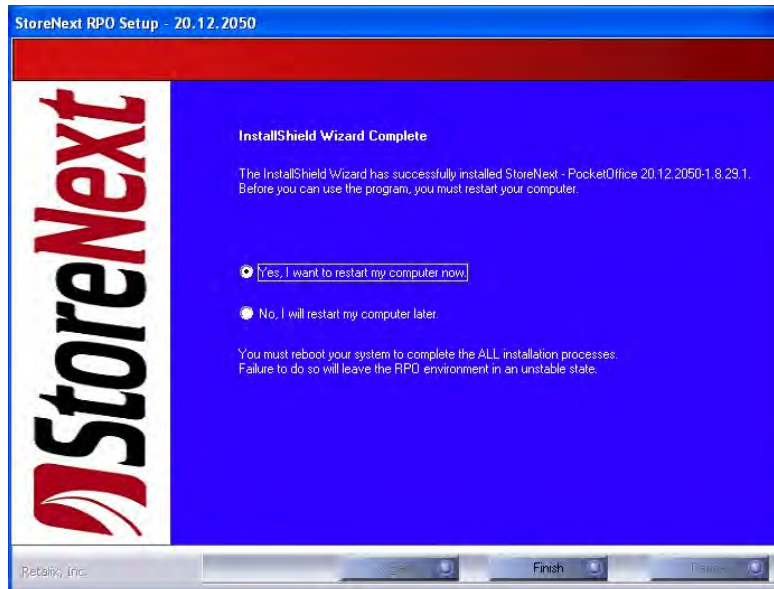 StoreNext RPO Setup - 20.12.2050
StoreNext
InstallShield Wizard Complete
The InstallShield Wizard has successfully installed StoreNext - PocketOffice 20.12.2050-1.8.29.1.
Before you can use the program, you must restart your computer.
Yes, I want to restart my computer now.
No, I will restart my computer later.
You must reboot your system to complete the ALL installation processes.
Failure to do so will leave the RPO environment in an unstable state.
Retalix, Inc.
Finish